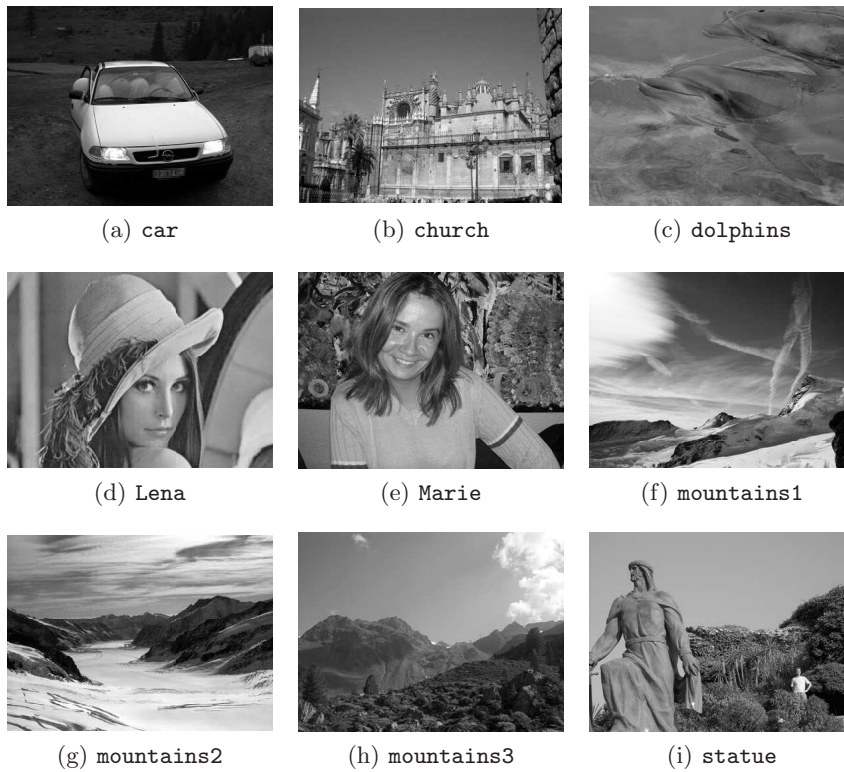 (a) car
(b) church
(c) dolphins
(d) Lena
(e) Marie
(f) mountains1
(g) mountains2
(h) mountains3
(i) statue